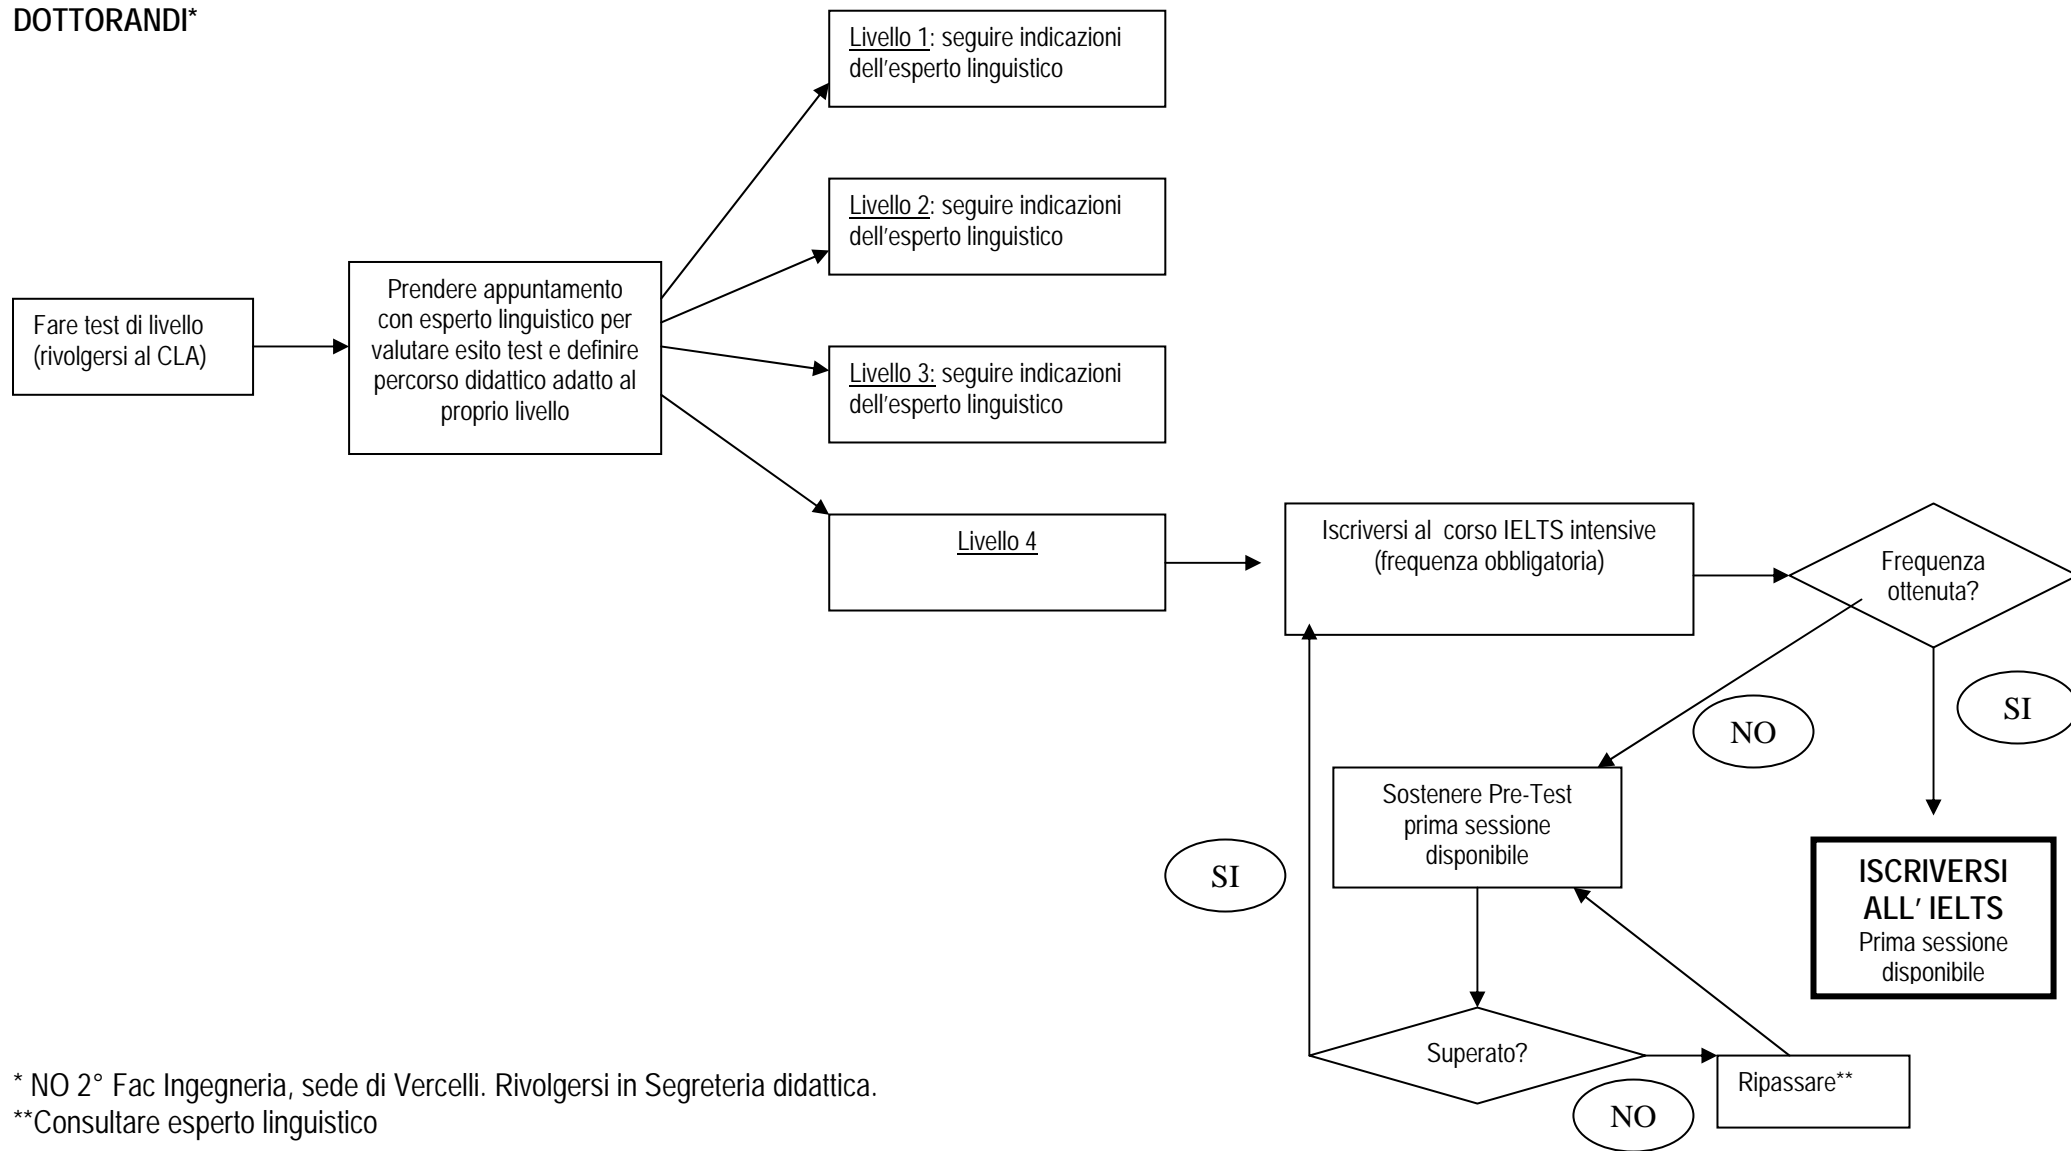 DOTTORANDI*
Livello 1: seguire indicazioni
dell'esperto linguistico
Livello 2: seguire indicazioni
dell'esperto linguistico
Fare test di livello
(rivolgersi al CLA)
Prendere appuntamento
con esperto linguistico per
valutare esito test e definire
percorso didattico adatto al
proprio livello
Livello 3: seguire indicazioni
dell'esperto linguistico
Livello 4
Iscriversi al corso IELTS intensive
(frequenza obbligatoria)
Frequenza
ottenuta?
SI
NO
Sostenere Pre-Test
prima sessione
disponibile
SI
ISCRIVERSI
ALL' IELTS
Prima sessione
disponibile
Superato?
Ripassare**
NO
* NO 2° Fac Ingegneria, sede di Vercelli. Rivolgersi in Segreteria didattica.
**Consultare esperto linguistico